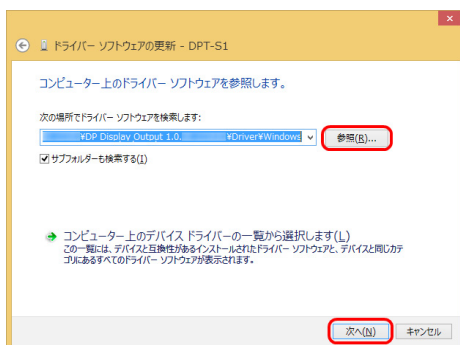 ドライバー ソフトウェアの更新 - DPT-S1
コンピューター上のドライバー ソフトウェアを参照します。
次の場所でドライバー ソフトウェアを検索します:
¥DP Display Output 1.0. ¥Driver¥Windows
参照(R)...
サブフォルダーも検索する(I)
コンピューター上のデバイス ドライバーの一覧から選択します(L)
この一覧には、デバイスと互換性があるインストールされたドライバー ソフトウェアと、デバイスと同じカテ
ゴリにあるすべてのドライバー ソフトウェアが表示されます。
次へ(N)
キャンセル